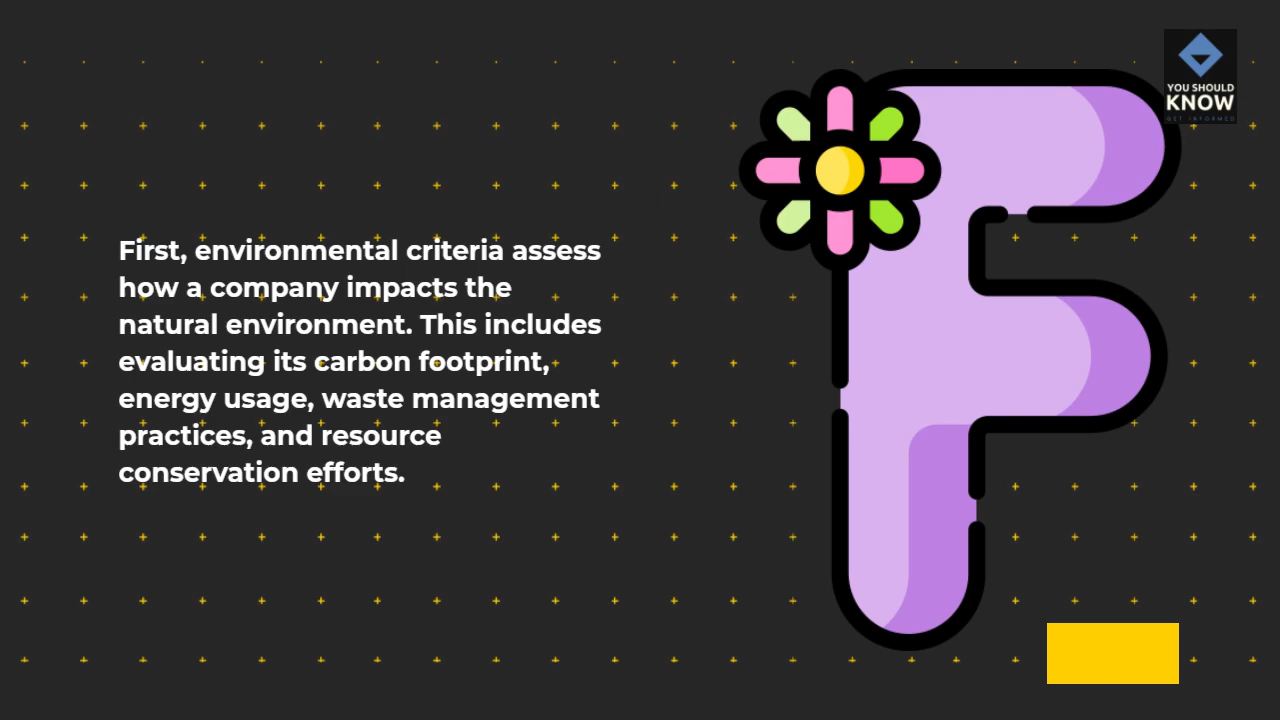 YOU SHOULD
KNOW
GET INFORMED
First, environmental criteria assess
how a company impacts the
natural environment. This includes
evaluating its carbon footprint,
energy usage, waste management
practices, and resource
conservation efforts.
F